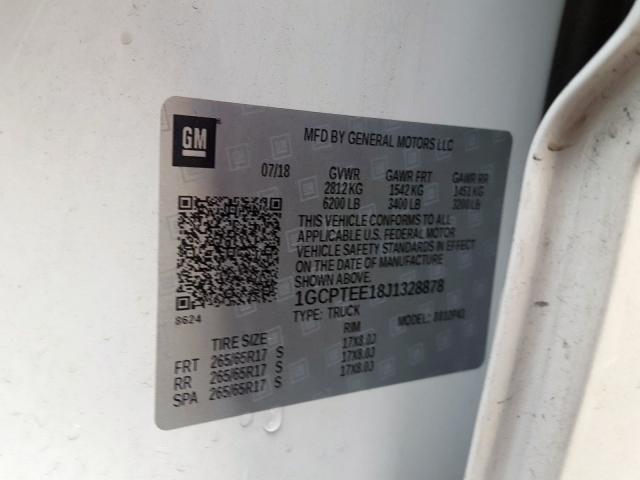 GM
MFD BY GENERAL MOTORS LLC
07/18 GVWR GAWR FRT GAWR RR
2812 KG 1542 KG 1451 KG
6200 LB 3400 LB 3200 LB
THIS VEHICLE CONFORMS TO ALL
APPLICABLE U.S. FEDERAL MOTOR
VEHICLE SAFETY STANDARDS IN EFFECT
ON THE DATE OF MANUFACTURE
SHOWN ABOVE.
1GCPTEE18J1328878
8624
TYPE: TRUCK MODEL:
TIRE SIZE RIM
FRT 265/65R17 S 17X8.0J
RR 265/65R17 S 17X8.0J
SPA 265/65R17 S 17X8.0J